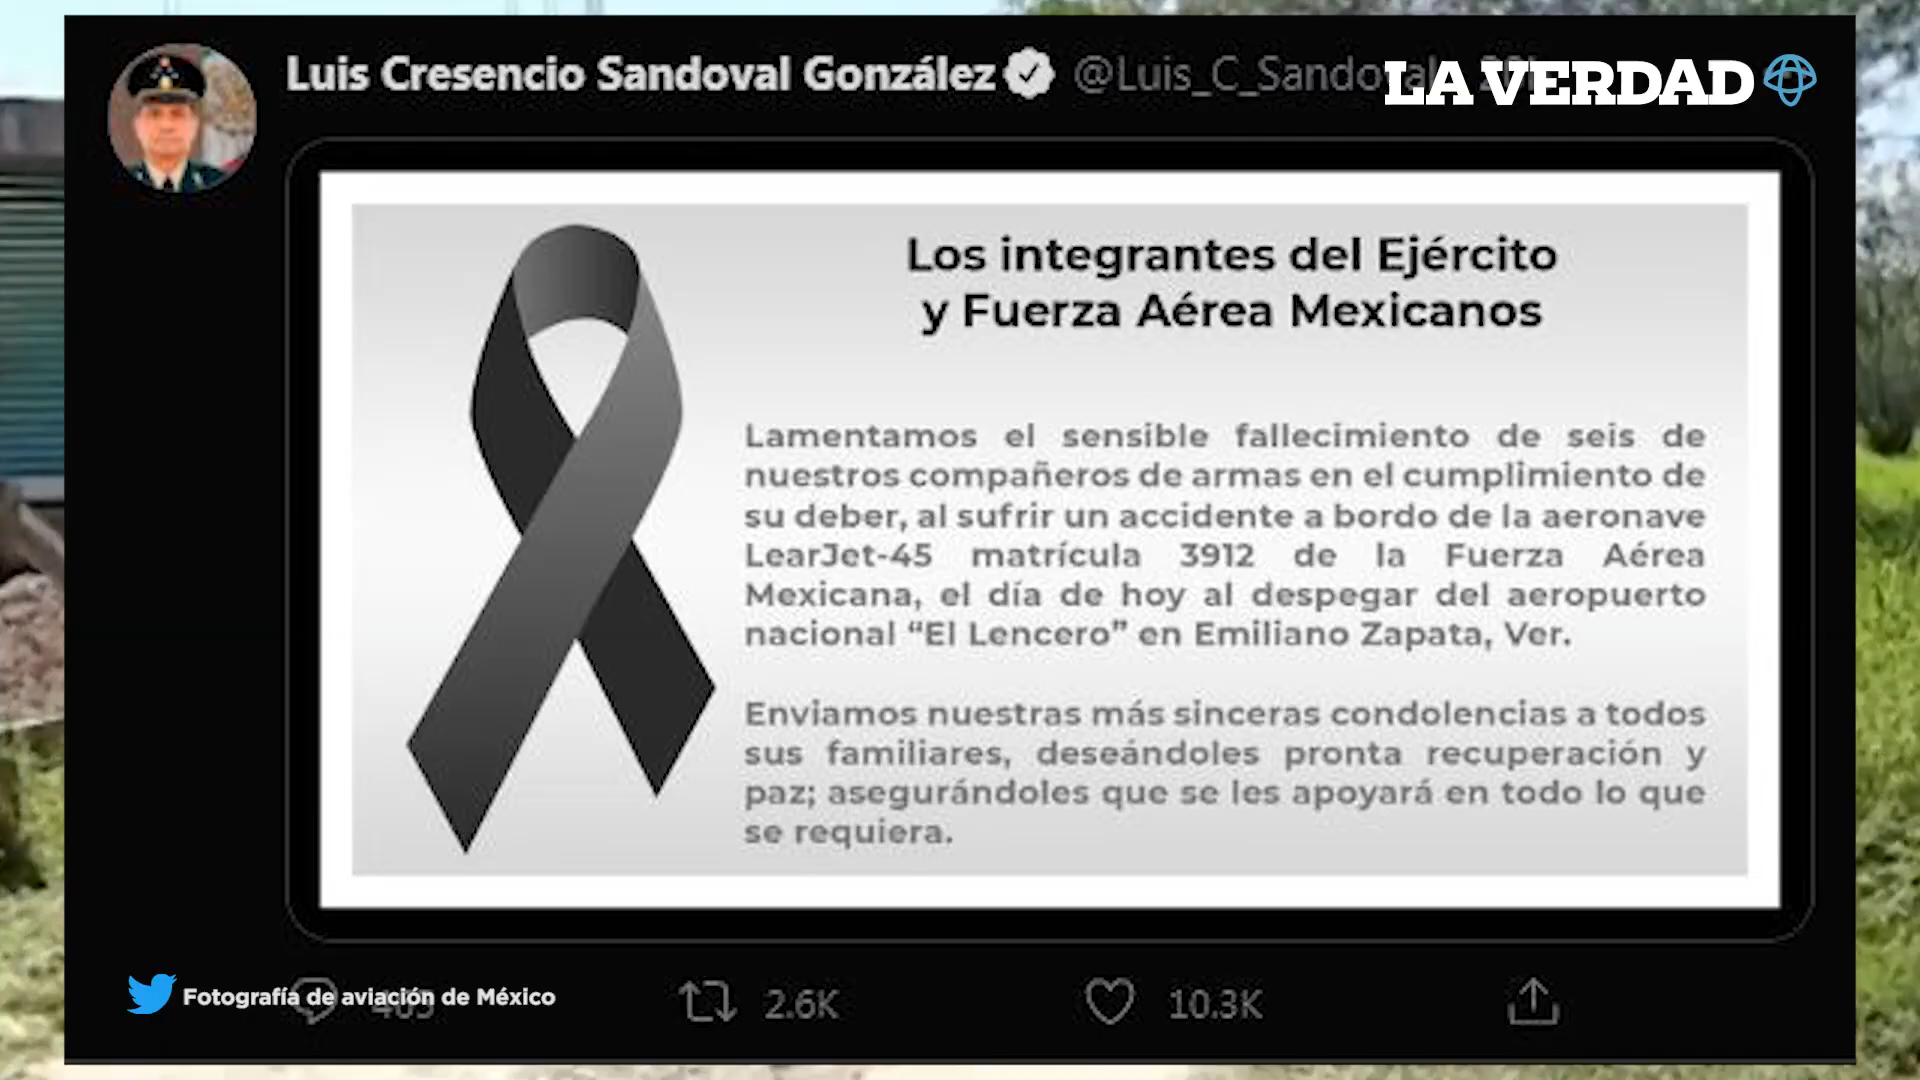 Luis Cresencio Sandoval González @Luis_C_Sandoval
LA VERDAD
Los integrantes del Ejército
y Fuerza Aérea Mexicanos
Lamentamos el sensible fallecimiento de seis de
nuestros compañeros de armas en el cumplimiento de
su deber, al sufrir un accidente a bordo de la aeronave
LearJet-45 matrícula 3912 de la Fuerza Aérea
Mexicana, el día de hoy al despegar del aeropuerto
nacional “El Lencero” en Emiliano Zapata, Ver.
Enviamos nuestras más sinceras condolencias a todos
sus familiares, deseándoles pronta recuperación y
paz; asegurándoles que se les apoyará en todo lo que
se requiera.
Fotografía de aviación de México
2.6K
10.3K